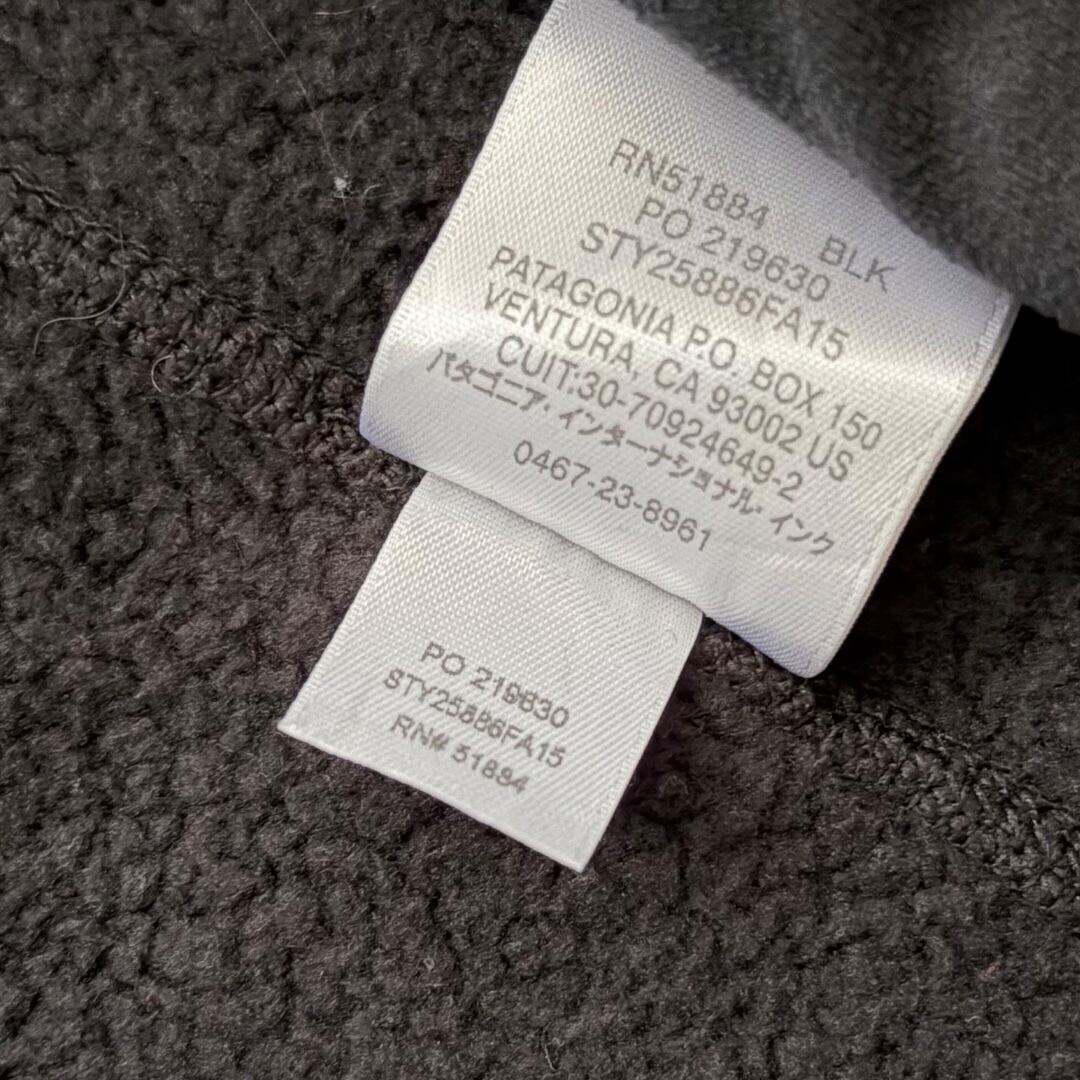 RN51884 BLK
PO 219630
STY25886FA15
PATAGONIA P.O. BOX 150
VENTURA, CA 93002 US
CUIT:30-70924649-2
パタゴニア・インターナショナル・インク
0467-23-8961
PO 219630
STY25886FA15
RN# 51884